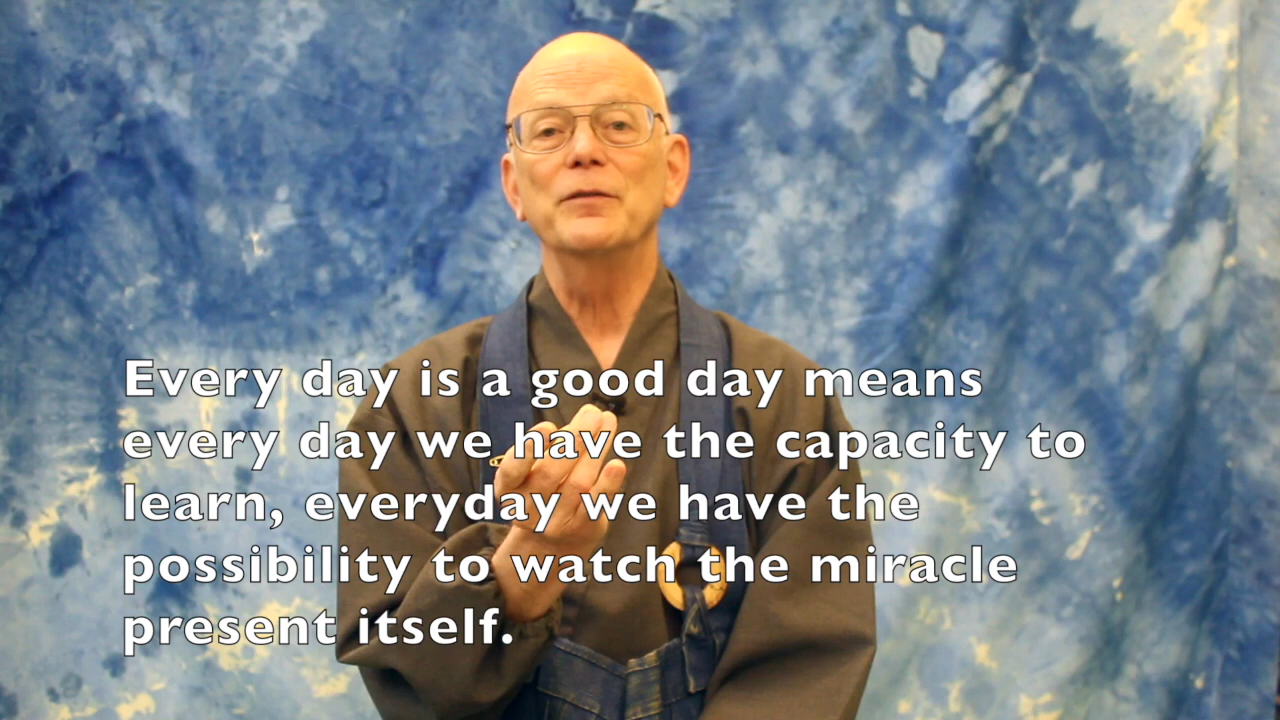 Every day is a good day means
every day we have the capacity to
learn, everyday we have the
possibility to watch the miracle
present itself.